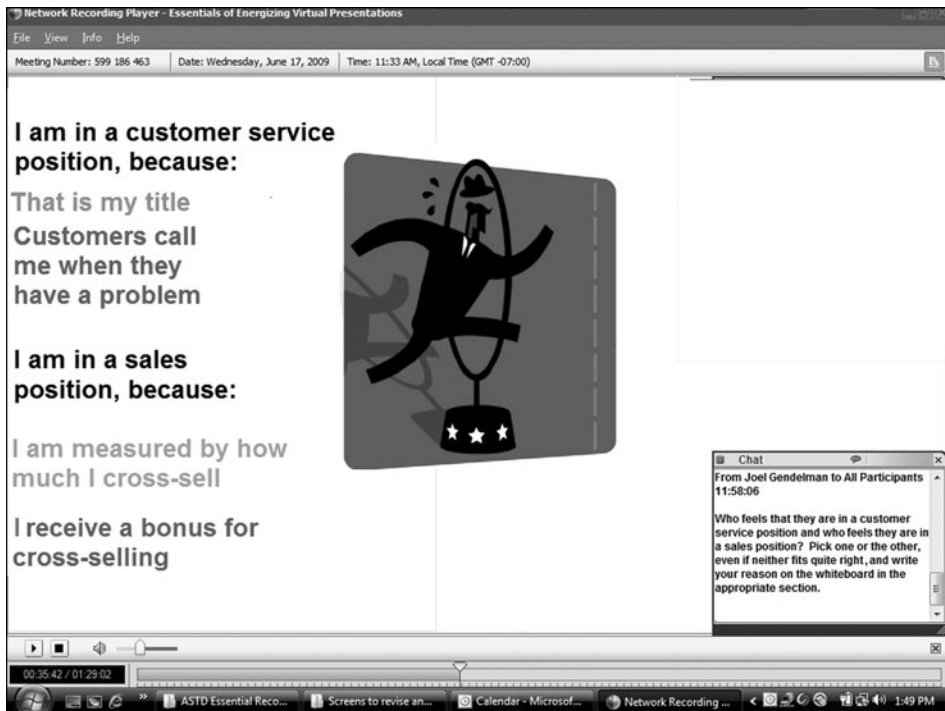 Network Recording Player - Essentials of Energizing Virtual Presentations
File View Info Help
Meeting Number: 599 186 463 Date: Wednesday, June 17, 2009 Time: 11:33 AM, Local Time (GMT -07:00)
I am in a customer service
position, because:
That is my title
Customers call
me when they
have a problem
I am in a sales
position, because:
I am measured by how
much I cross-sell
I receive a bonus for
cross-selling
Chat
From Joel Gendelman to All Participants
11:58:06
Who feels that they are in a customer
service position and who feels they are in
a sales position? Pick one or the other,
even if neither fits quite right, and write
your reason on the whiteboard in the
appropriate section.
00:35:42 / 01:29:02
ASTD Essential Reco... Screens to revise an... Calendar - Microsof... Network Recording ... 1:49 PM